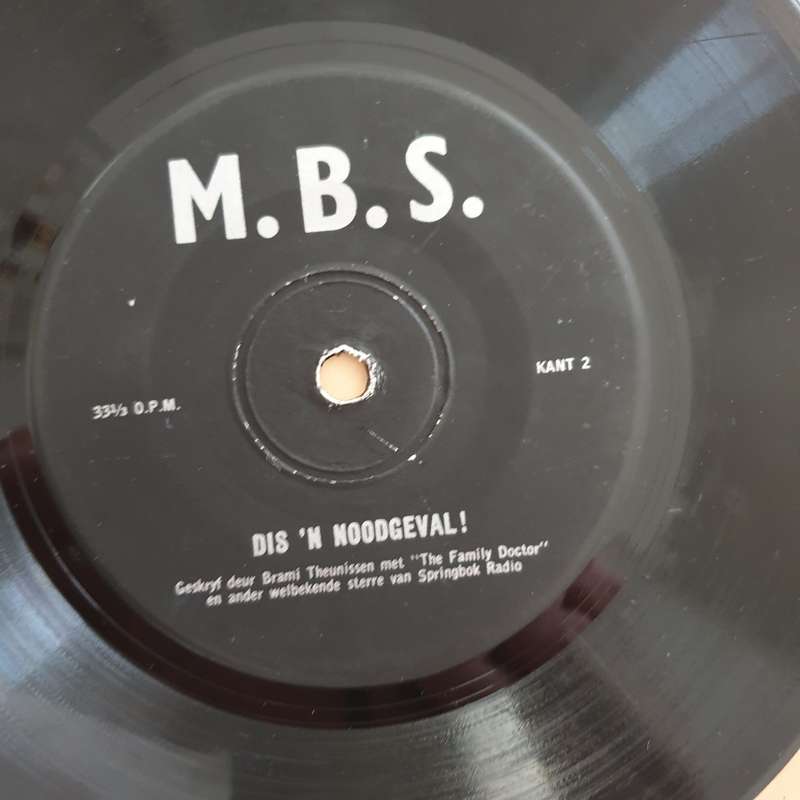 M.B.S.
33⅓ O.P.M.
KANT 2
DIS 'N NOODGEVAL!
Geskryf deur Brami Theunissen met "The Family Doctor"
en ander welbekende sterre van Springbok Radio